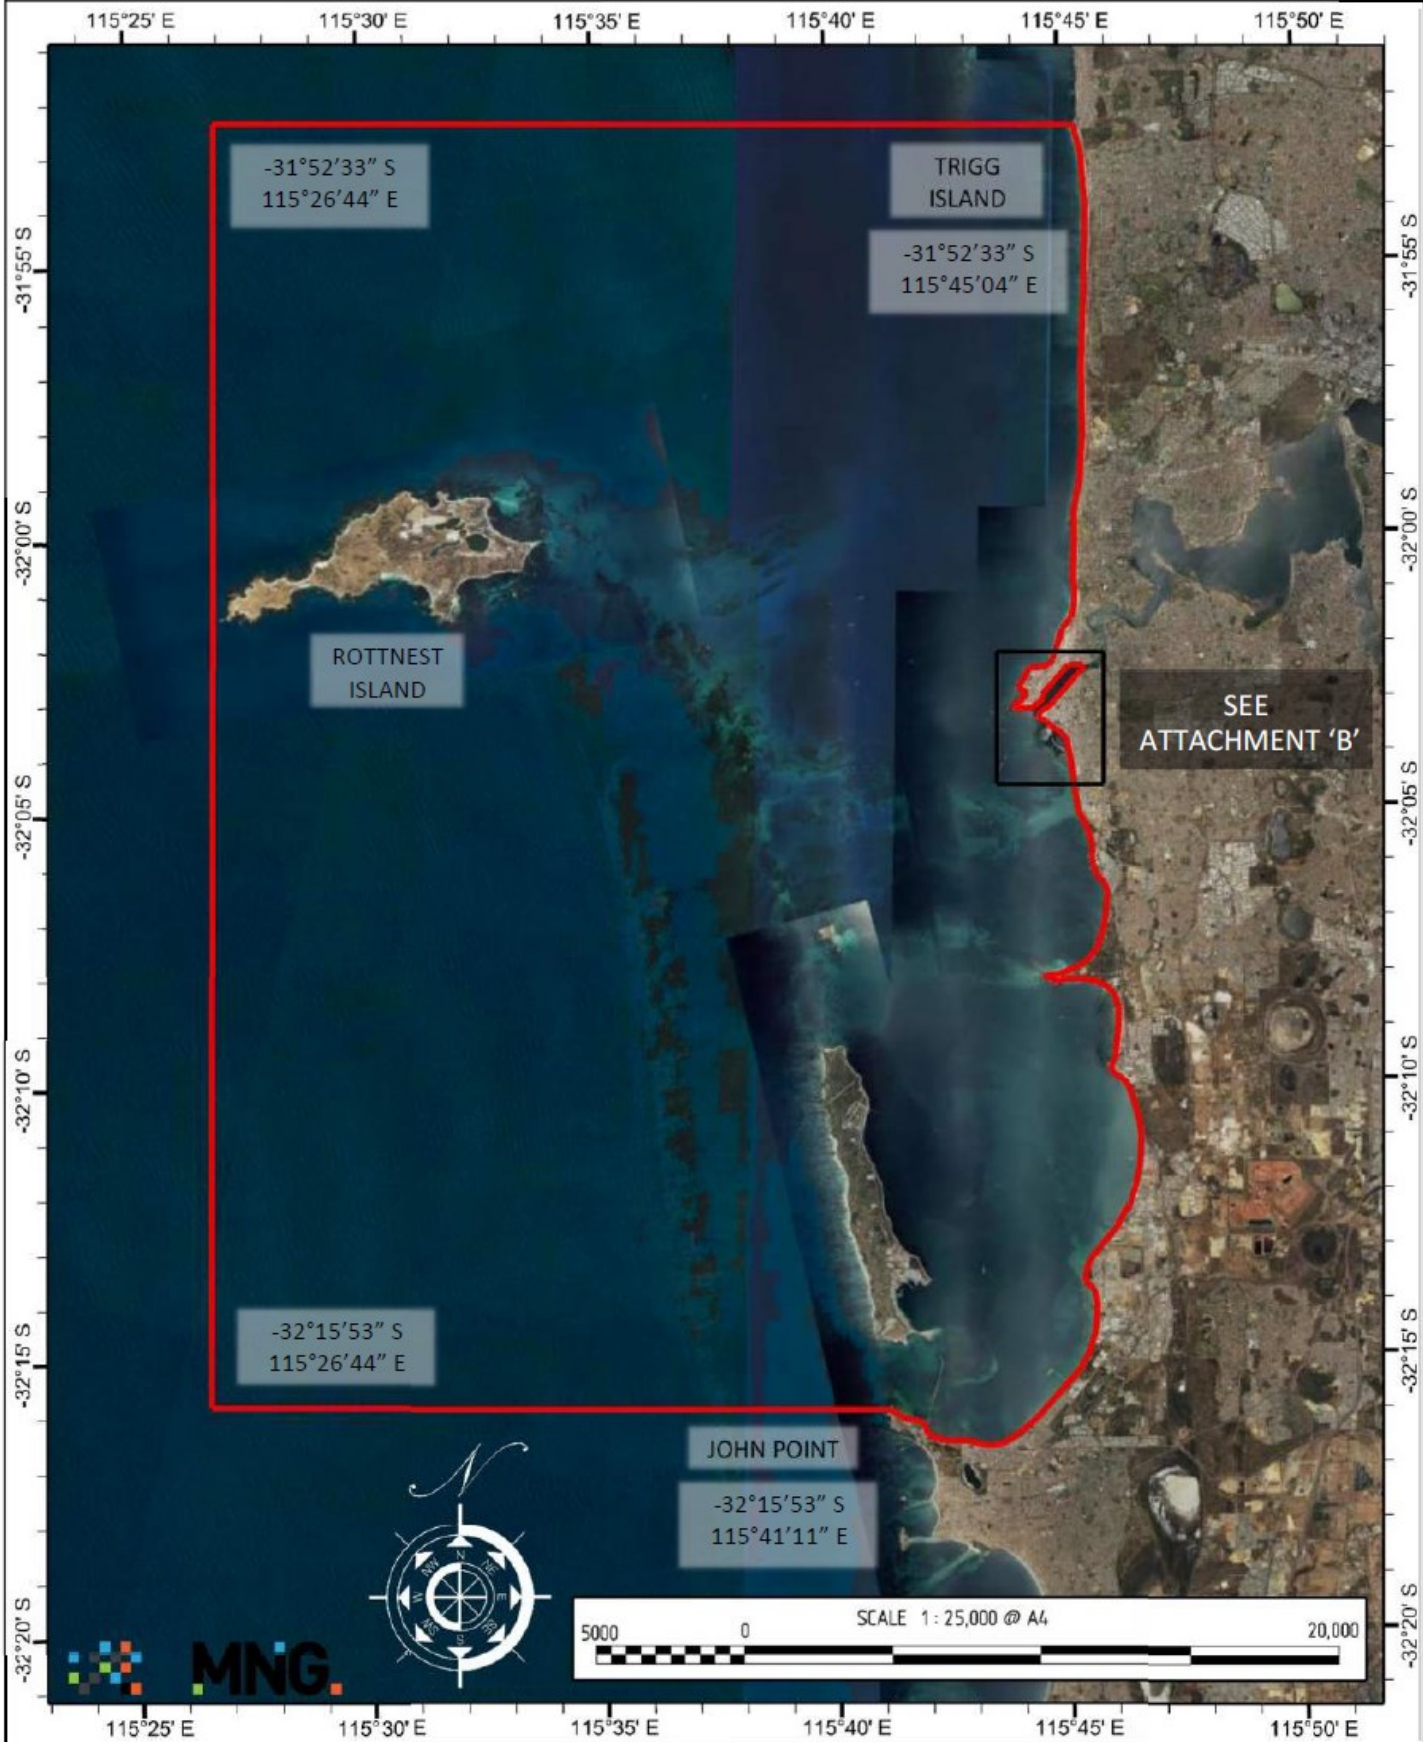 115°25' E
115°30' E
115°35' E
115°40' E
115°45' E
115°50' E
-31°52'33" S
115°26'44" E
TRIGG
ISLAND
-31°52'33" S
115°45'04" E
-31°55' S
-31°55' S
-32°00' S
-32°00' S
ROTTNEST
ISLAND
SEE
ATTACHMENT 'B'
-32°05' S
-32°05' S
-32°10' S
-32°10' S
-32°15'53" S
115°26'44" E
-32°15' S
-32°15' S
JOHN POINT
-32°15'53" S
115°41'11" E
N
N
NE
E
SE
S
SW
W
NW
SCALE 1 : 25,000 @ A4
5000 0 20,000
-32°20' S
-32°20' S
MNG.
115°25' E
115°30' E
115°35' E
115°40' E
115°45' E
115°50' E